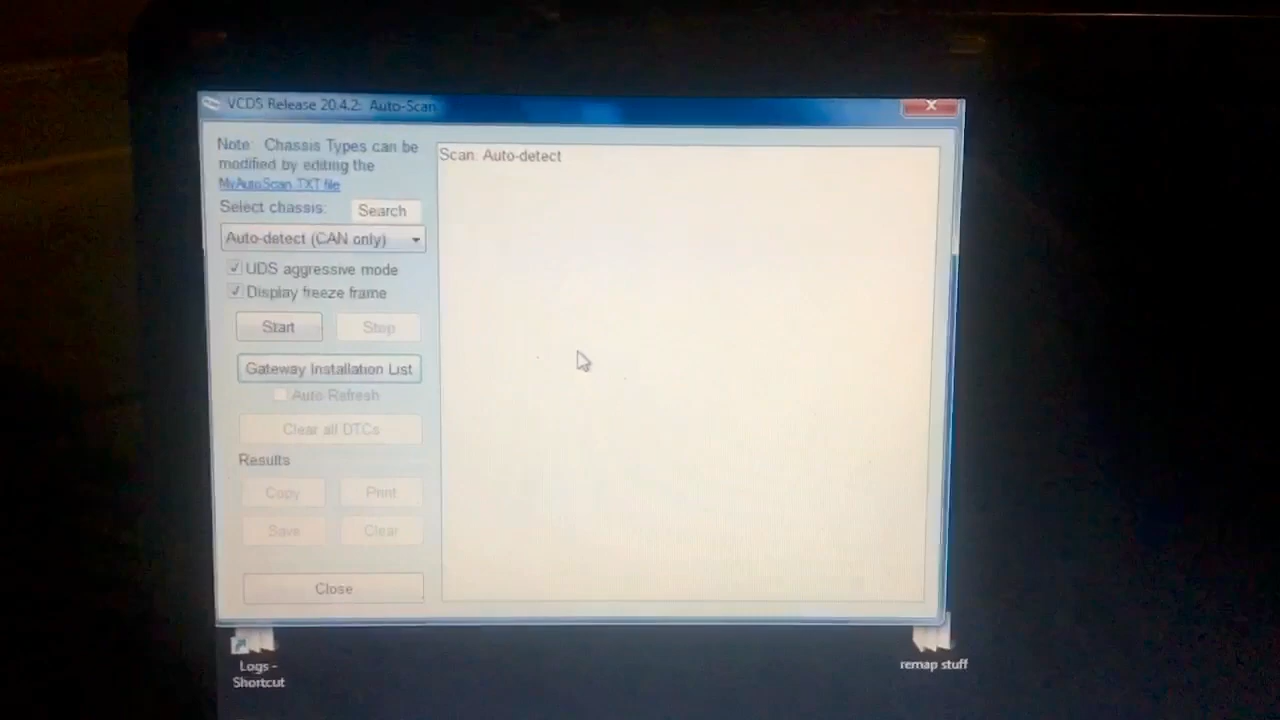 VCDS Release 20.4.2: Auto-Scan
Note: Chassis Types can be
modified by editing the
MyAutoScan.TXT file
Select chassis:
Search
Auto-detect (CAN only)
UDS aggressive mode
Display freeze frame
Start
Stop
Gateway Installation List
Auto Refresh
Clear all DTCs
Results
Copy
Print
Save
Clear
Close
Scan: Auto-detect
Logs -
Shortcut
remap stuff